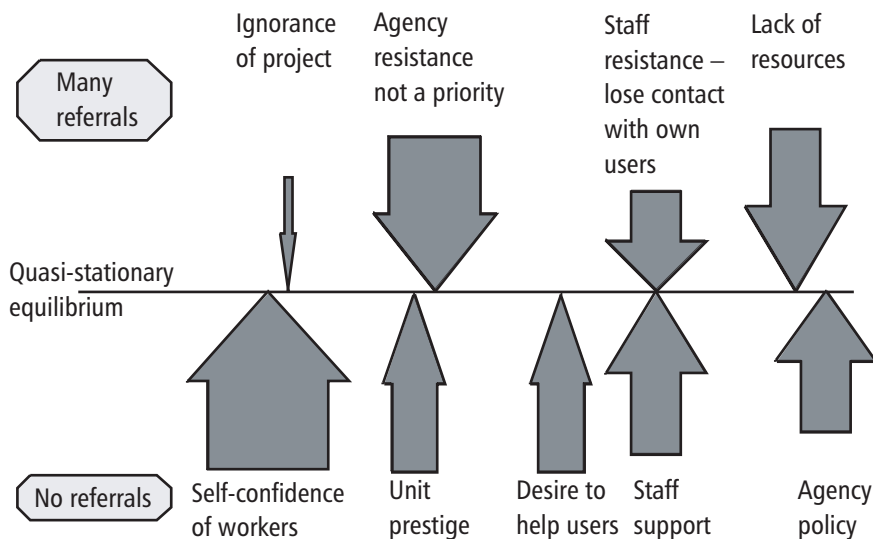 Ignorance
of project
Agency
resistance
not a priority
Staff
resistance –
lose contact
with own
users
Lack of
resources
Many
referrals
Quasi-stationary
equilibrium
No referrals
Self-confidence
of workers
Unit
prestige
Desire to
help users
Staff
support
Agency
policy